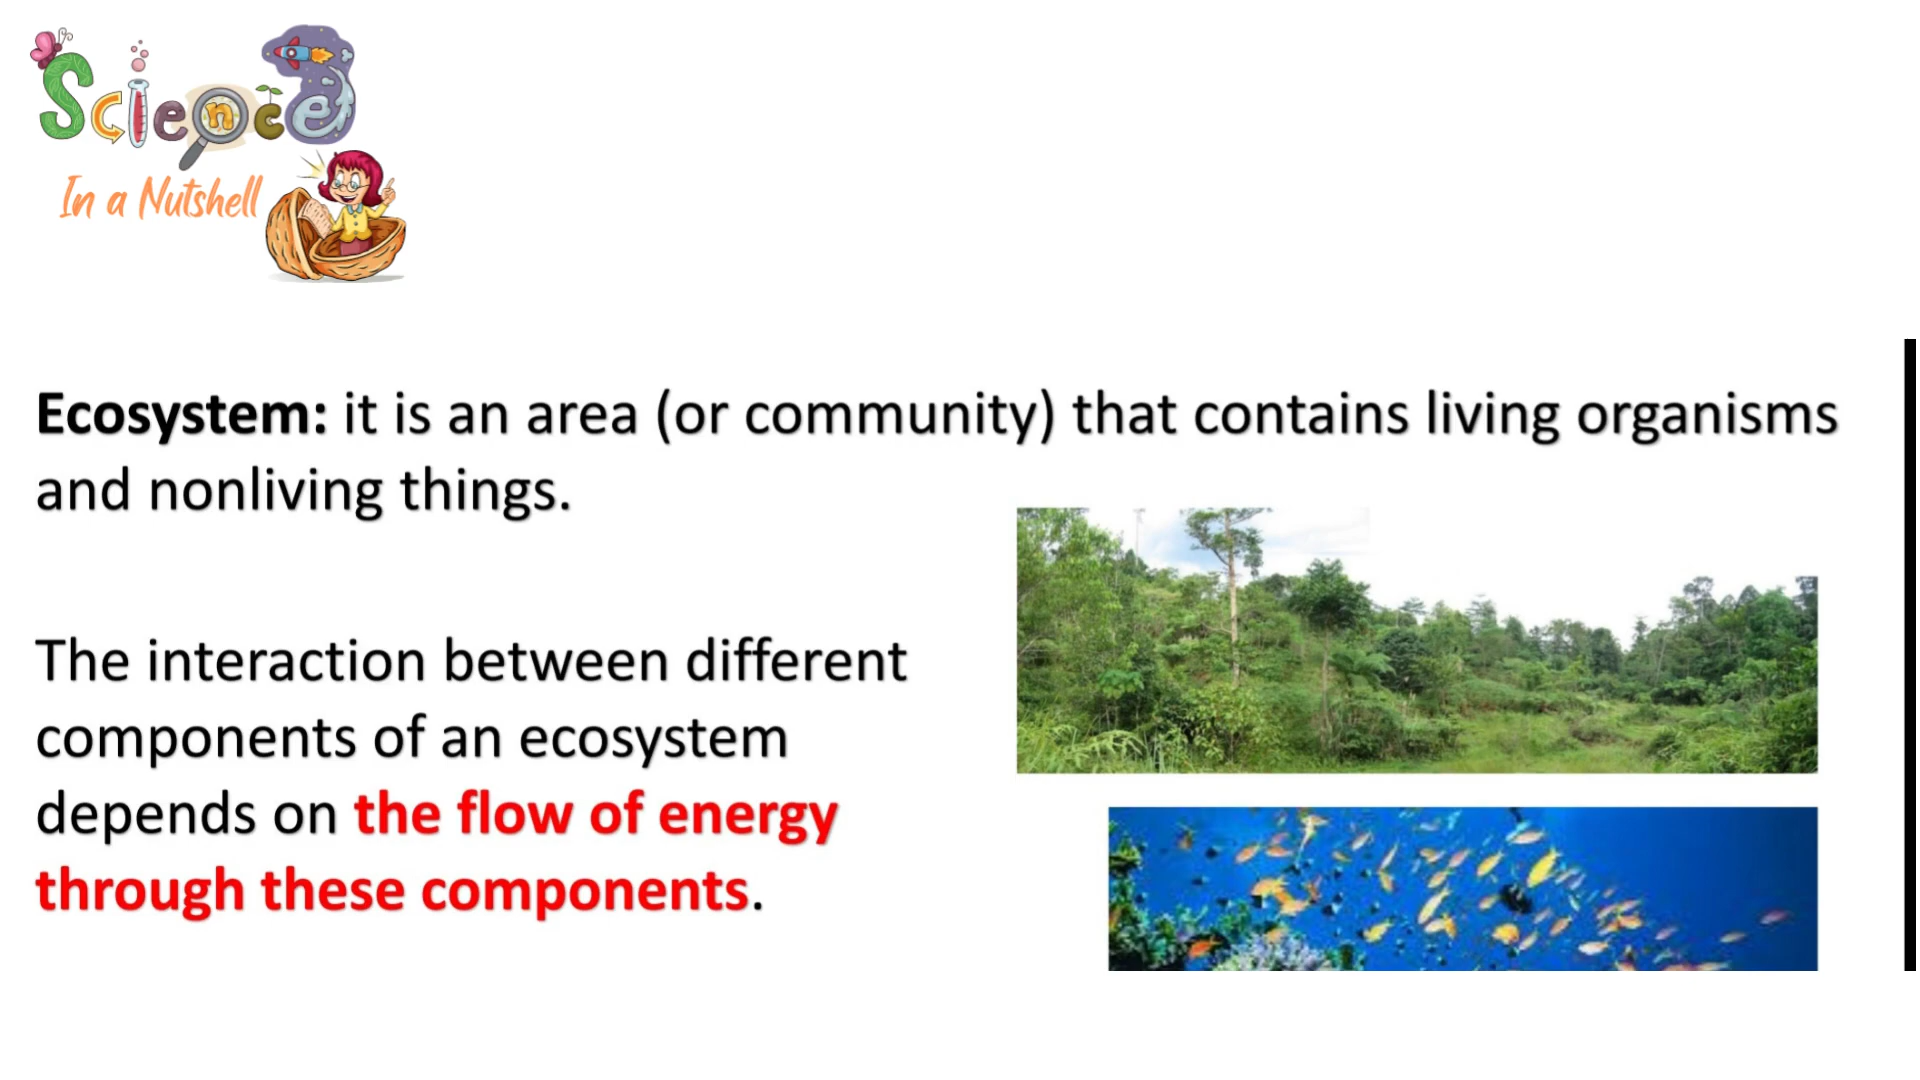 Science
In a Nutshell
Ecosystem: it is an area (or community) that contains living organisms
and nonliving things.
The interaction between different
components of an ecosystem
depends on the flow of energy
through these components.